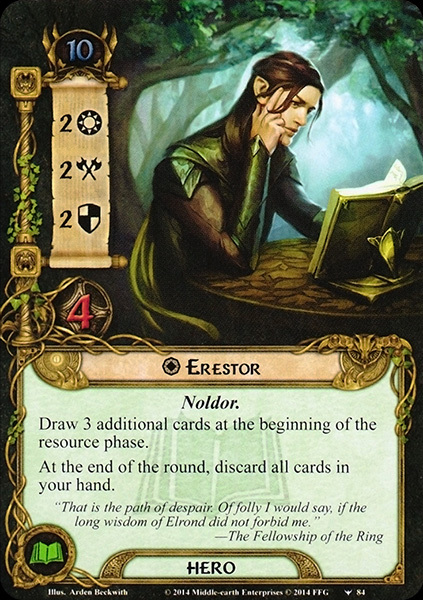 10
2
2
2
4
Erestor
Noldor.
Draw 3 additional cards at the beginning of the
resource phase.
At the end of the round, discard all cards in
your hand.
"That is the path of despair. Of folly I would say, if the
long wisdom of Elrond did not forbid me."
—The Fellowship of the Ring
HERO
Illus. Arden Beckwith © 2014 Middle-earth Enterprises © 2014 FFG 84